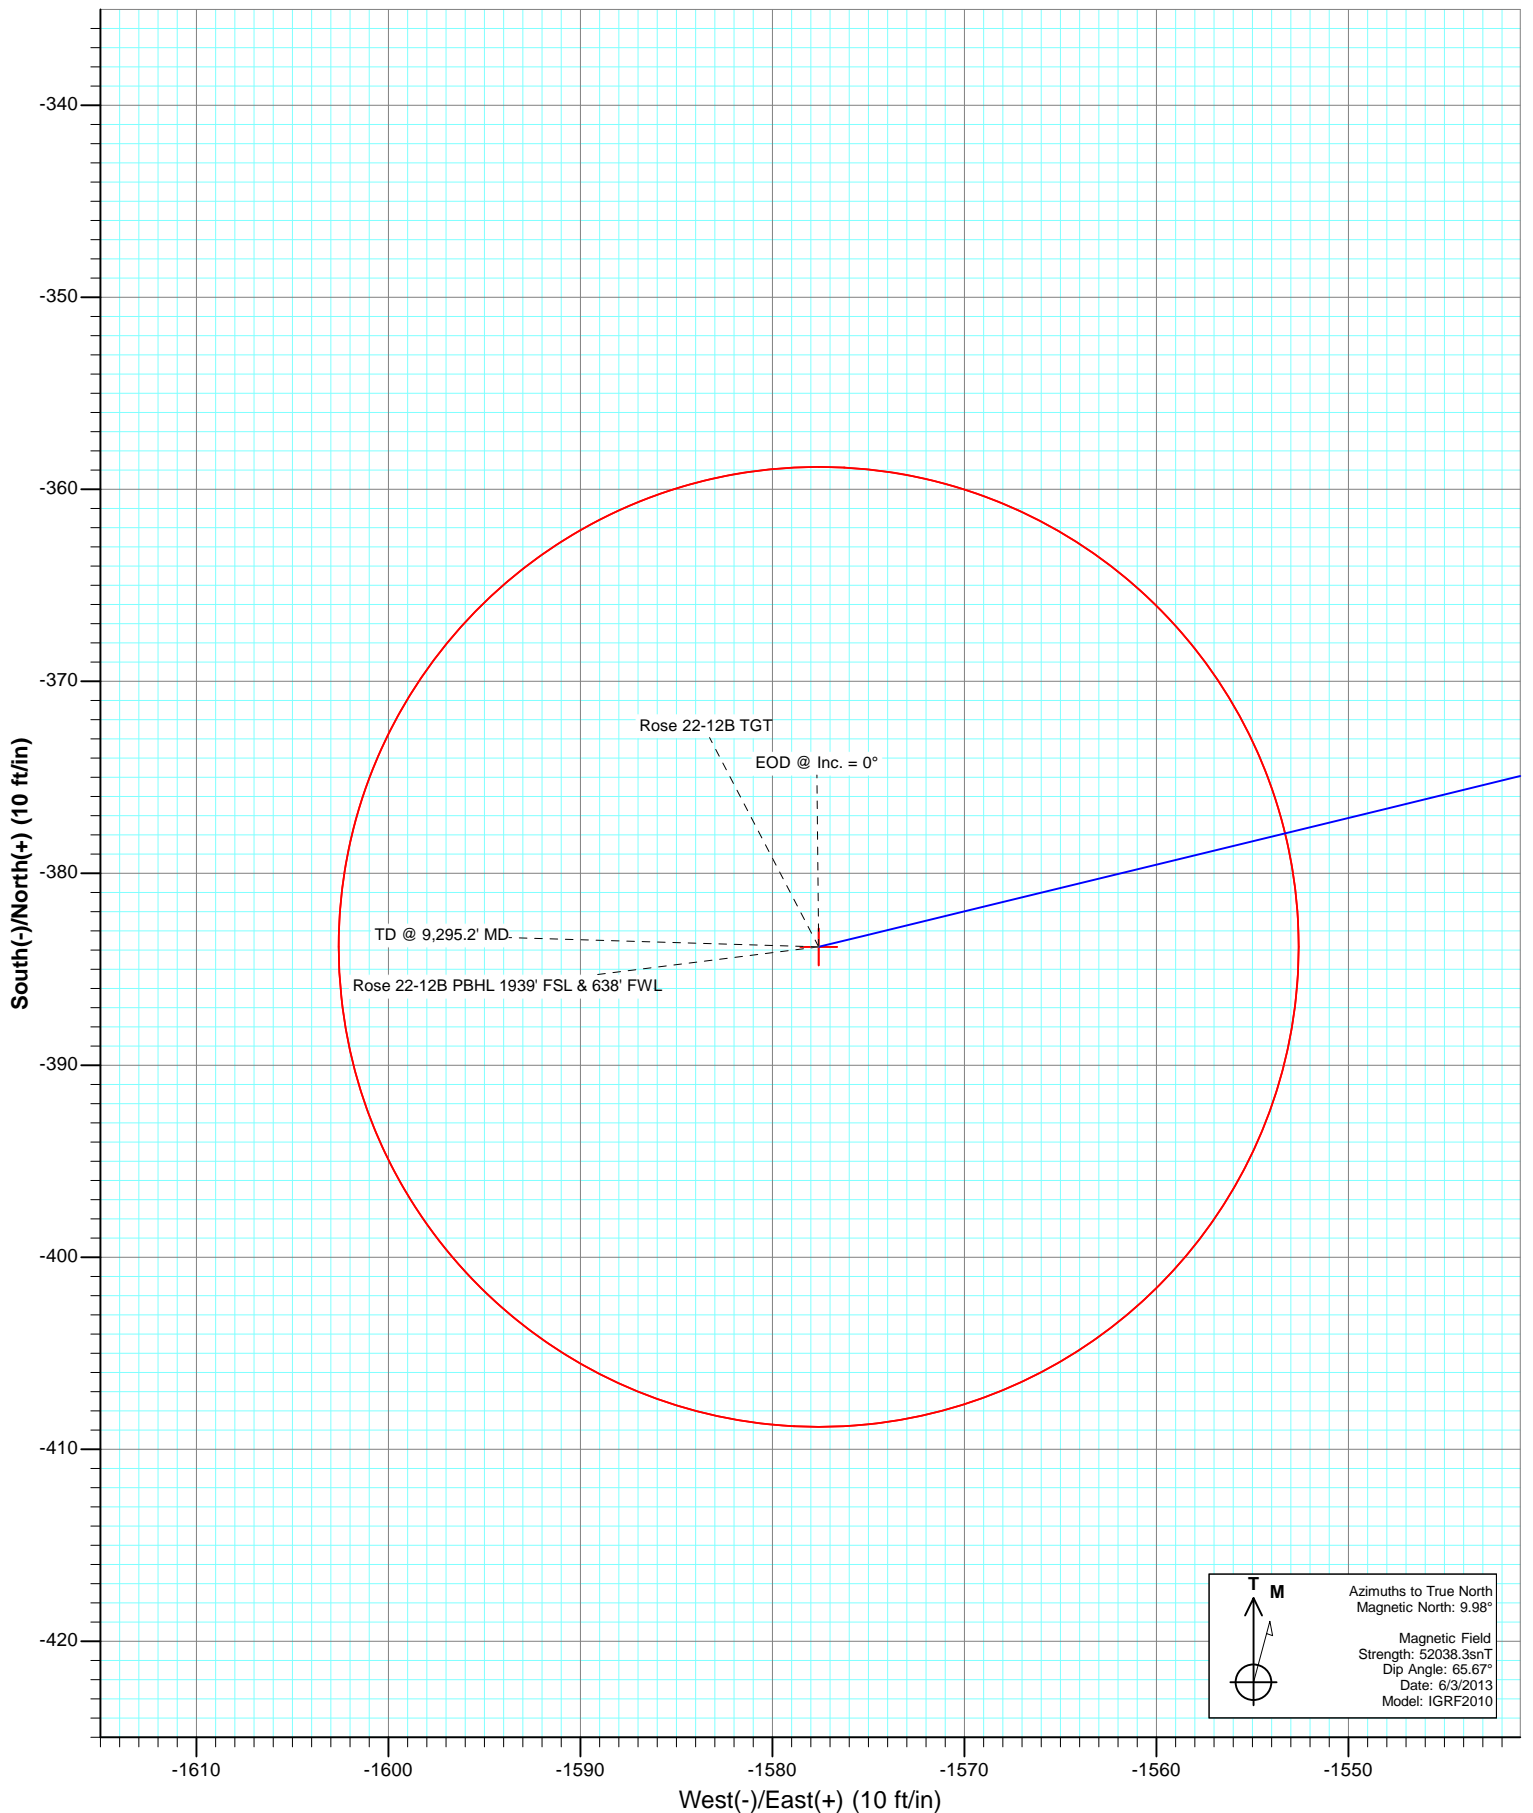 -340
-350
-360
-370
-380
-390
-400
-410
-420
South(-)/North(+) (10 ft/in)
Rose 22-12B TGT
EOD @ Inc. = 0°
TD @ 9,295.2' MD
Rose 22-12B PBHL 1939' FSL & 638' FWL
T M
Azimuths to True North
Magnetic North: 9.98°
Magnetic Field
Strength: 52038.3snT
Dip Angle: 65.67°
Date: 6/3/2013
Model: IGRF2010
-1610 -1600 -1590 -1580 -1570 -1560 -1550
West(-)/East(+) (10 ft/in)